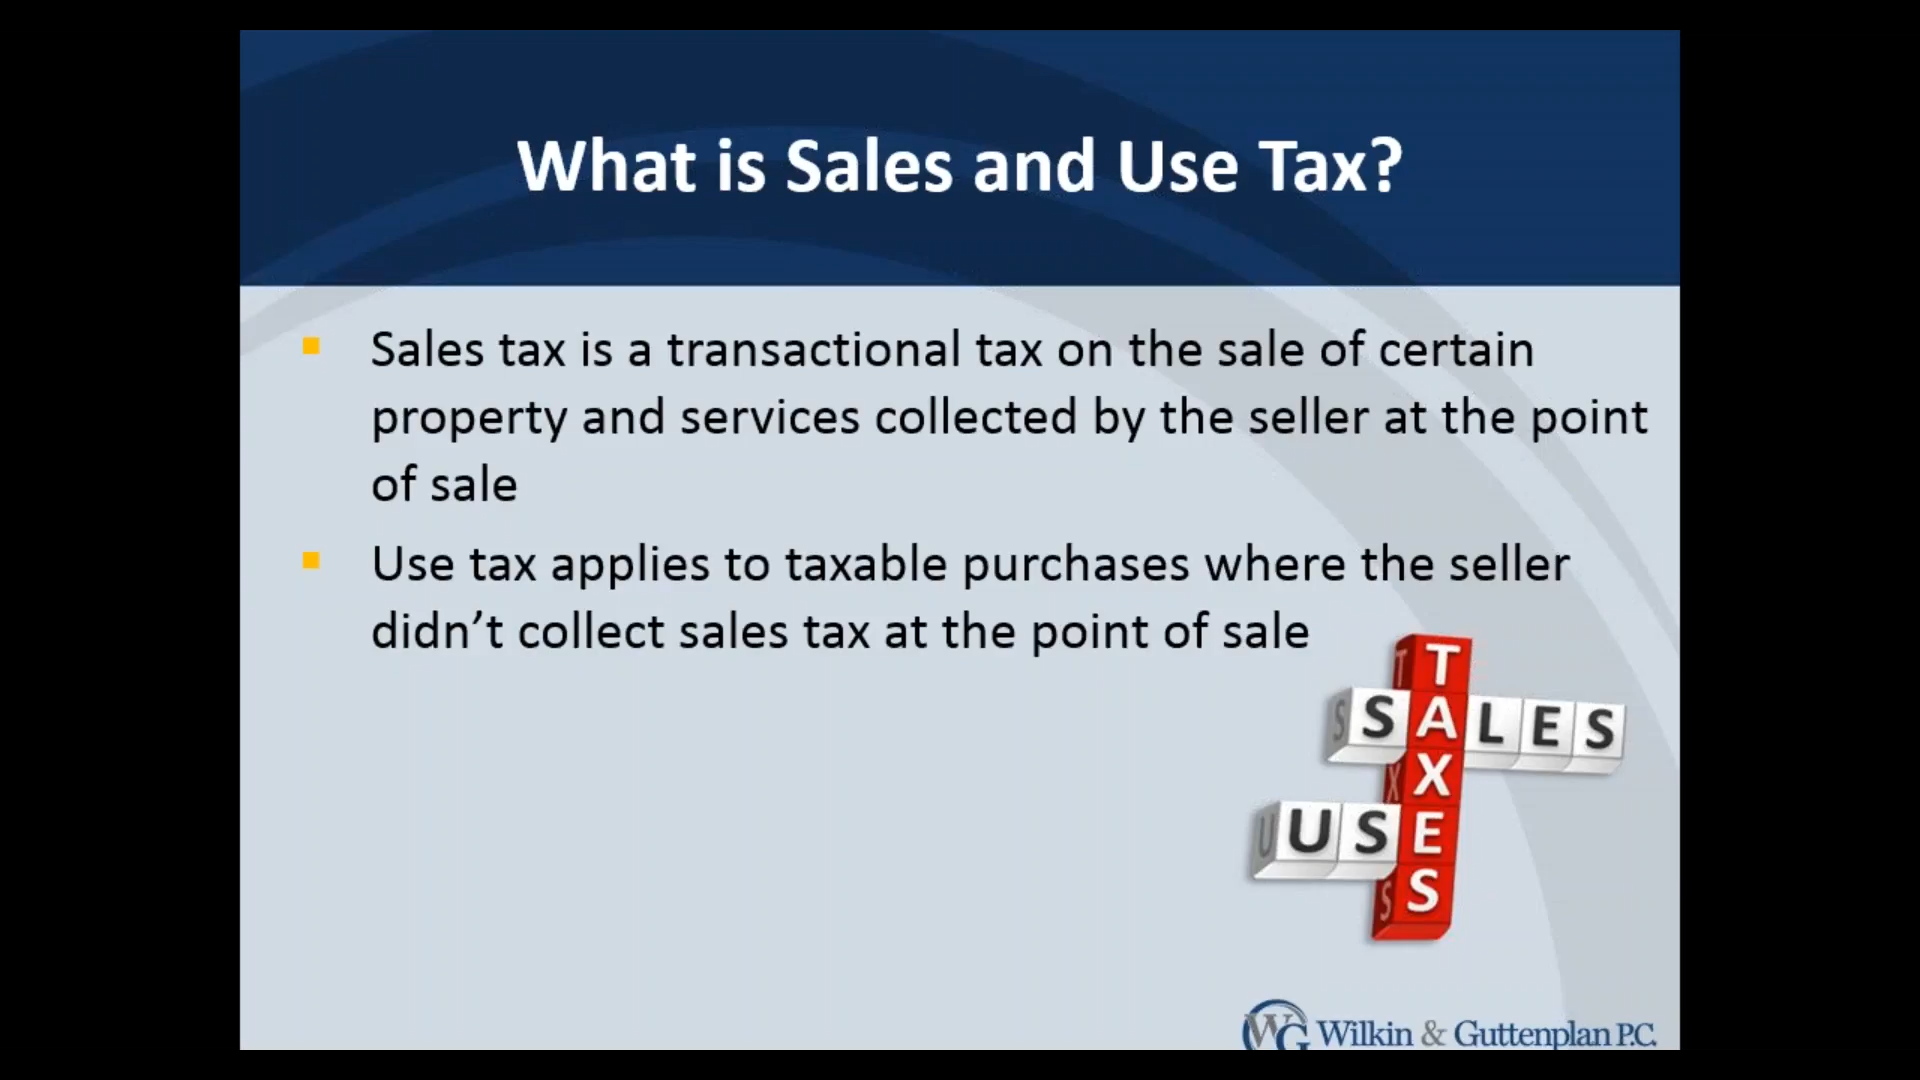 What is Sales and Use Tax?
Sales tax is a transactional tax on the sale of certain
property and services collected by the seller at the point
of sale
Use tax applies to taxable purchases where the seller
didn’t collect sales tax at the point of sale
TAXES
SALES
USE
WG Wilkin & Guttenplan P.C.